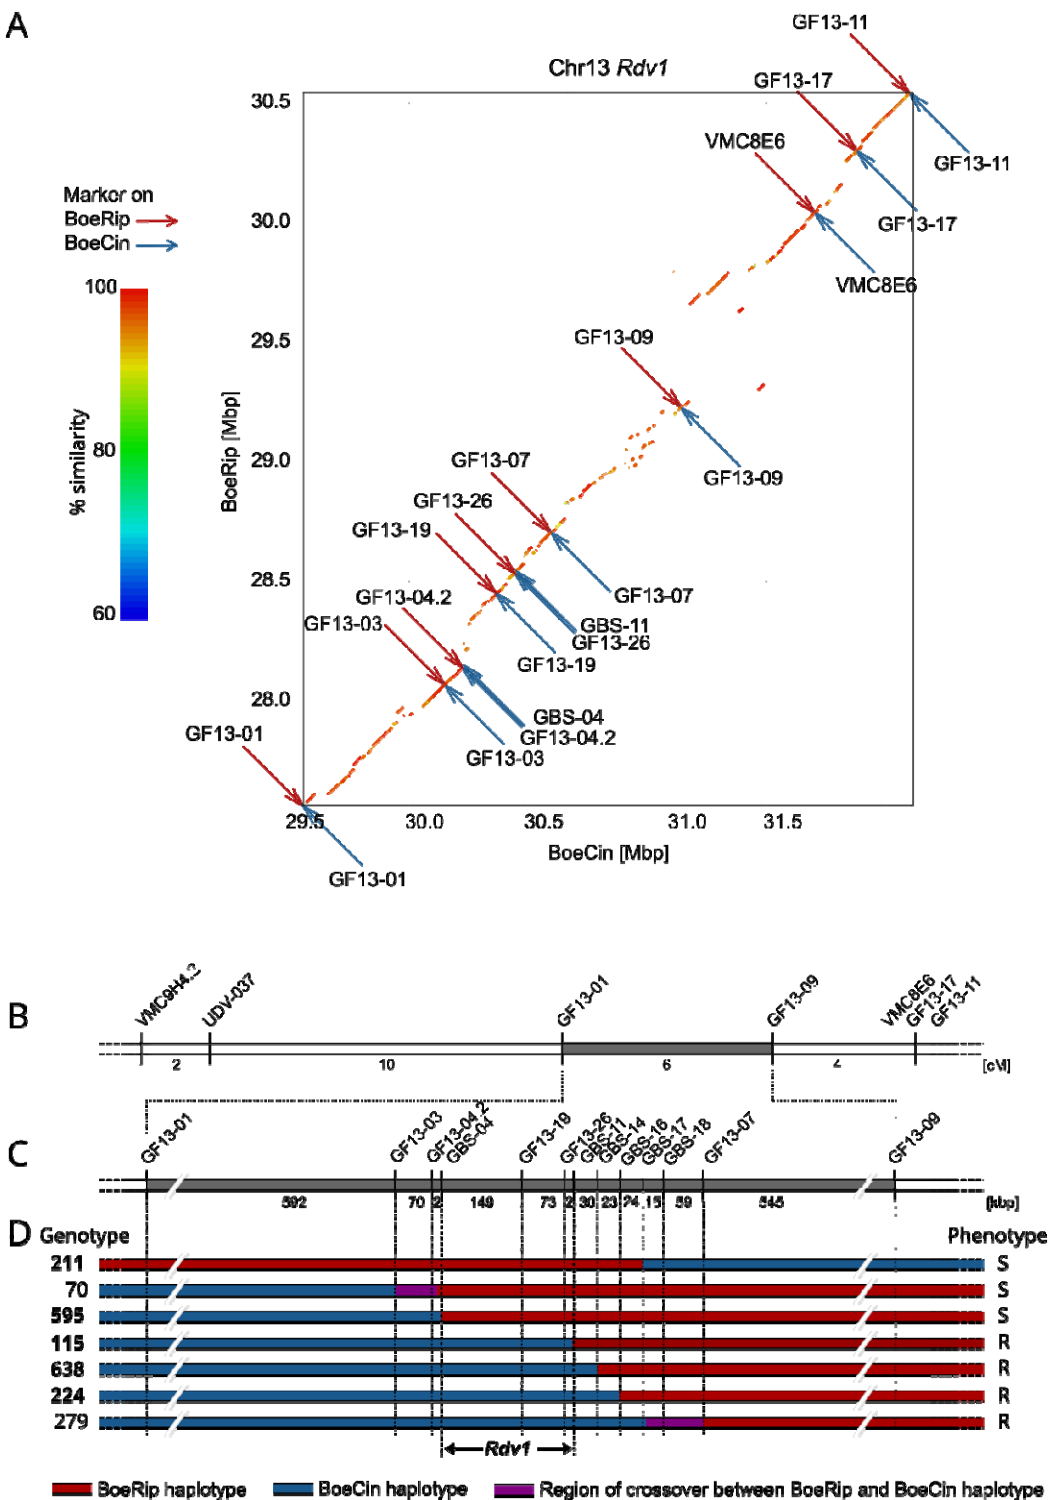 A
Chr13 Rdv1
GF13-11
GF13-17
VMC8E6
GF13-11
GF13-17
VMC8E6
30.5
30.0
29.5
29.0
28.5
28.0
BoeRip [Mbp]
Marker on
BoeRip
BoeCin
100
80
60
% similarity
GF13-09
GF13-09
GF13-07
GF13-26
GF13-19
GF13-07
GBS-11
GF13-26
GF13-19
GF13-04.2
GF13-03
GBS-04
GF13-04.2
GF13-03
GF13-01
GF13-01
29.5 30.0 30.5 31.0 31.5
BoeCin [Mbp]
B
VMC9H4.2 UDV-037 GF13-01 GF13-09 VMC8E6 GF13-17 GF13-11
2 10 6 4 [cM]
C
GF13-01 GF13-03 GF13-04.2 GBS-04 GF13-19 GF13-26 GBS-11 GBS-14 GBS-16 GBS-17 GBS-18 GF13-07 GF13-09
592 70 2 149 73 2 30 23 74 15 59 545 [kbp]
D Genotype Phenotype
211 S
70 S
595 S
115 R
638 R
224 R
279 R
Rdv1
BoeRip haplotype BoeCin haplotype Region of crossover between BoeRip and BoeCin haplotype